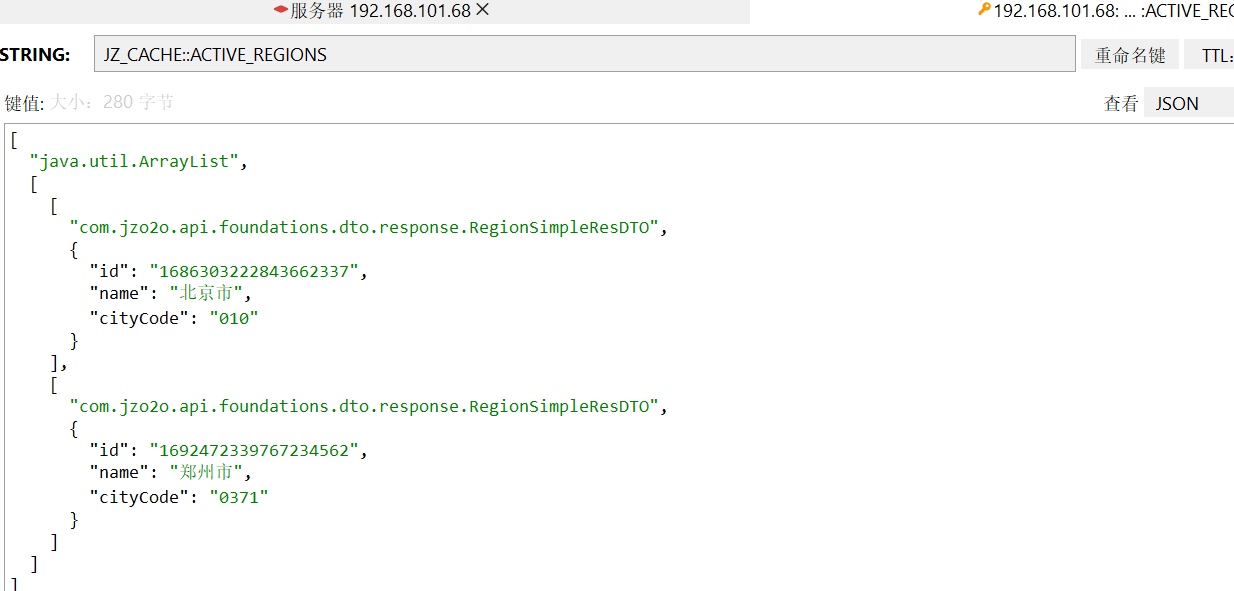 服务器 192.168.101.68 ✕
192.168.101.68: ... :ACTIVE_REG
STRING:
JZ_CACHE::ACTIVE_REGIONS
重命名键
TTL:
键值: 大小: 280 字节
查看
JSON
[
"java.util.ArrayList",
[
[
"com.jzo2o.api.foundations.dto.response.RegionSimpleResDTO",
{
"id": "1686303222843662337",
"name": "北京市",
"cityCode": "010"
}
],
[
"com.jzo2o.api.foundations.dto.response.RegionSimpleResDTO",
{
"id": "1692472339767234562",
"name": "郑州市",
"cityCode": "0371"
}
]
]
]